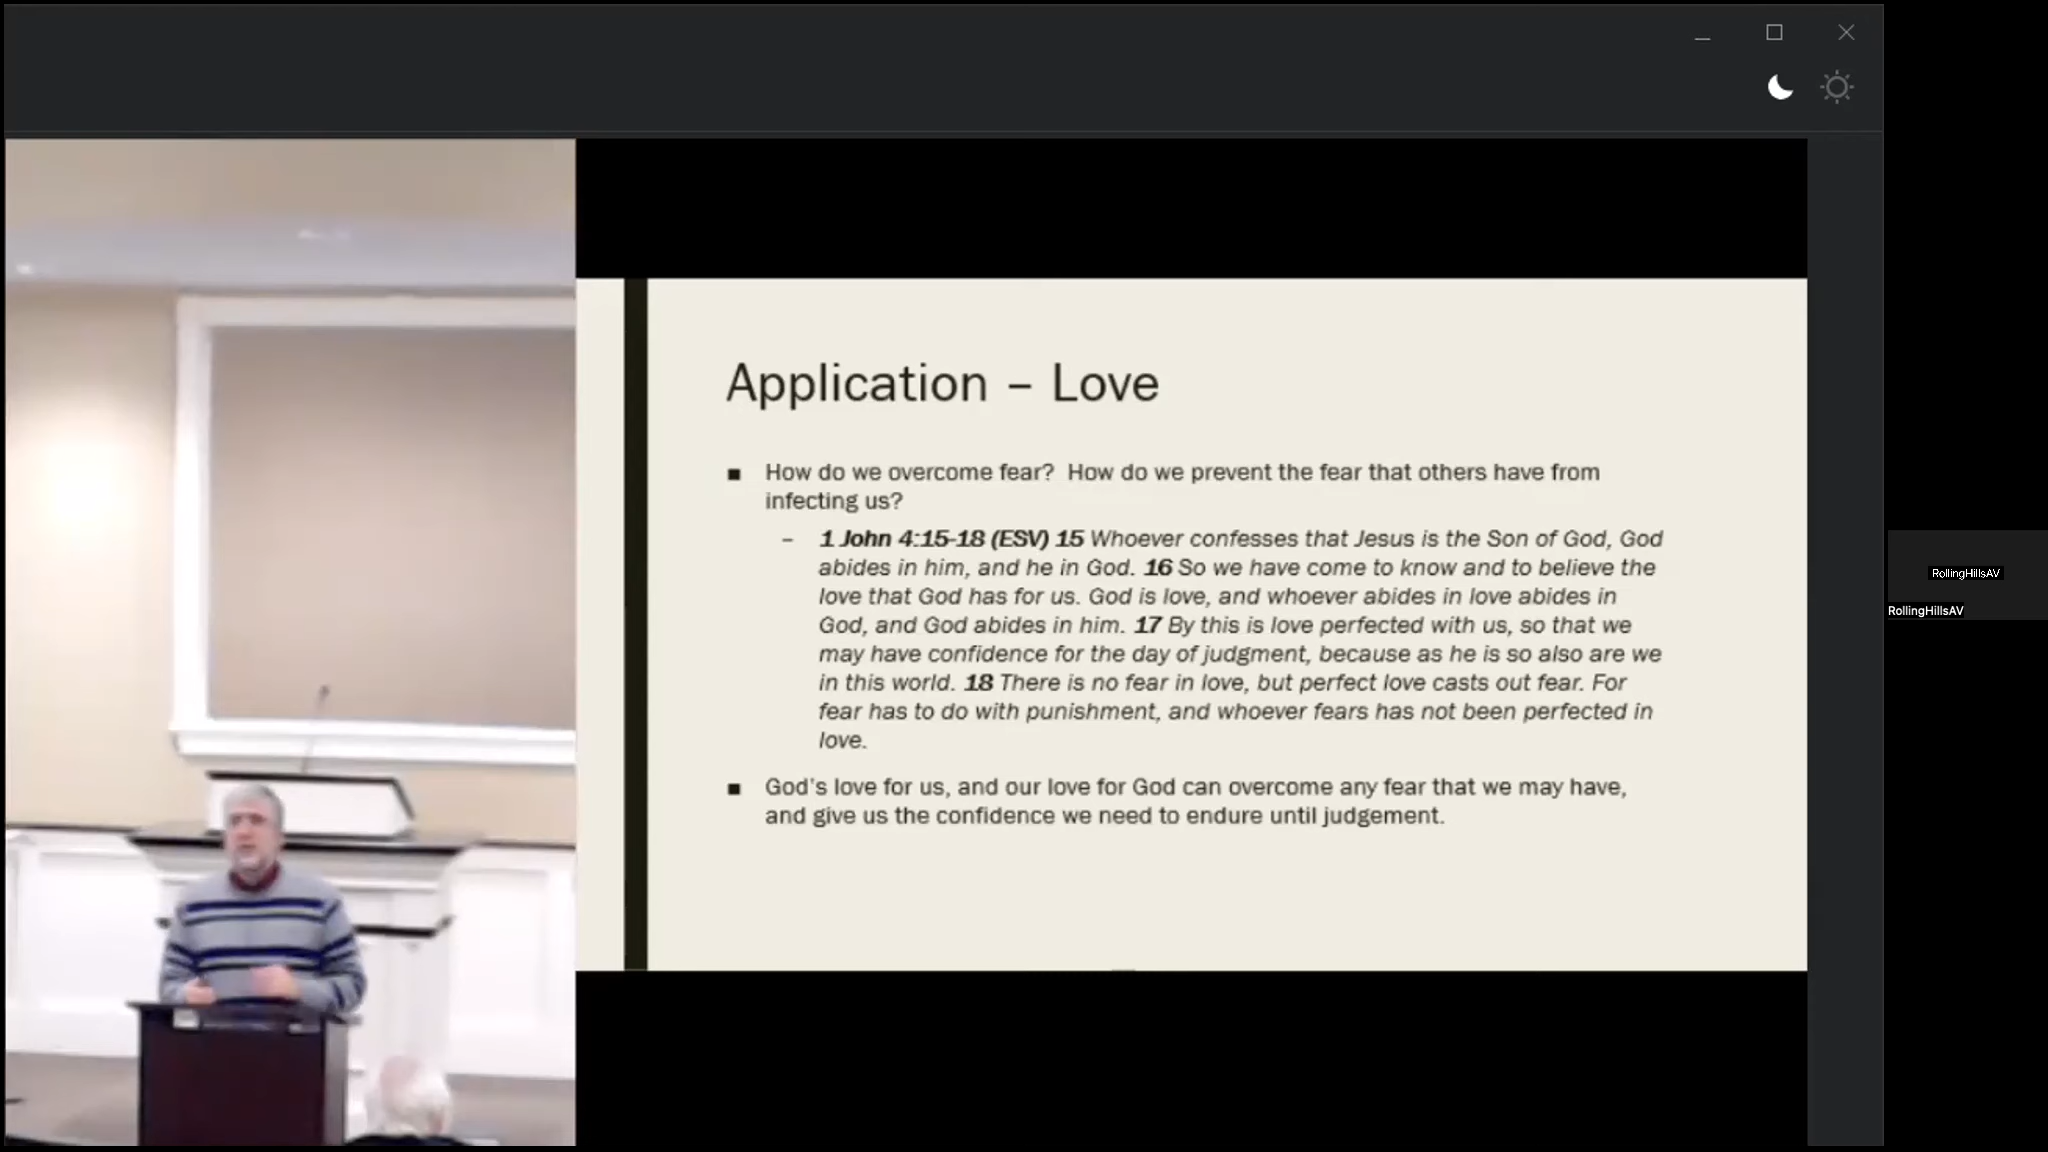 Application – Love
■ How do we overcome fear?  How do we prevent the fear that others have from
infecting us?
– 1 John 4:15-18 (ESV) 15 Whoever confesses that Jesus is the Son of God, God
abides in him, and he in God. 16 So we have come to know and to believe the
love that God has for us. God is love, and whoever abides in love abides in
God, and God abides in him. 17 By this is love perfected with us, so that we
may have confidence for the day of judgment, because as he is so also are we
in this world. 18 There is no fear in love, but perfect love casts out fear. For
fear has to do with punishment, and whoever fears has not been perfected in
love.
■ God's love for us, and our love for God can overcome any fear that we may have,
and give us the confidence we need to endure until judgement.
RollingHillsAV
RollingHillsAV